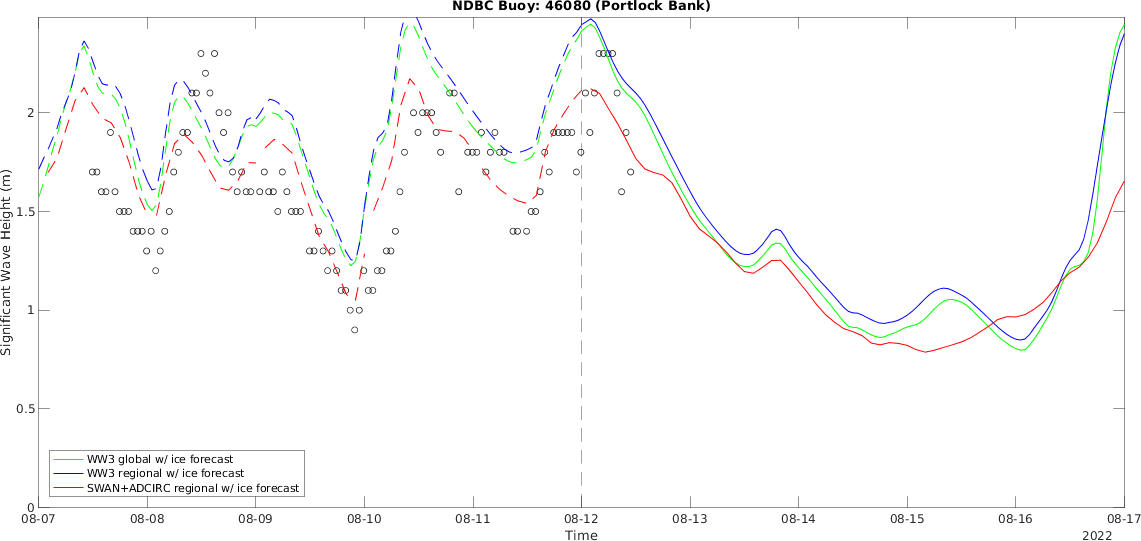 NDBC Buoy: 46080 (Portlock Bank)
Significant Wave Height (m)
2
1.5
1
0.5
0
WW3 global w/ ice forecast
WW3 regional w/ ice forecast
SWAN+ADCIRC regional w/ ice forecast
08-07 08-08 08-09 08-10 08-11 08-12 08-13 08-14 08-15 08-16 08-17
Time
2022